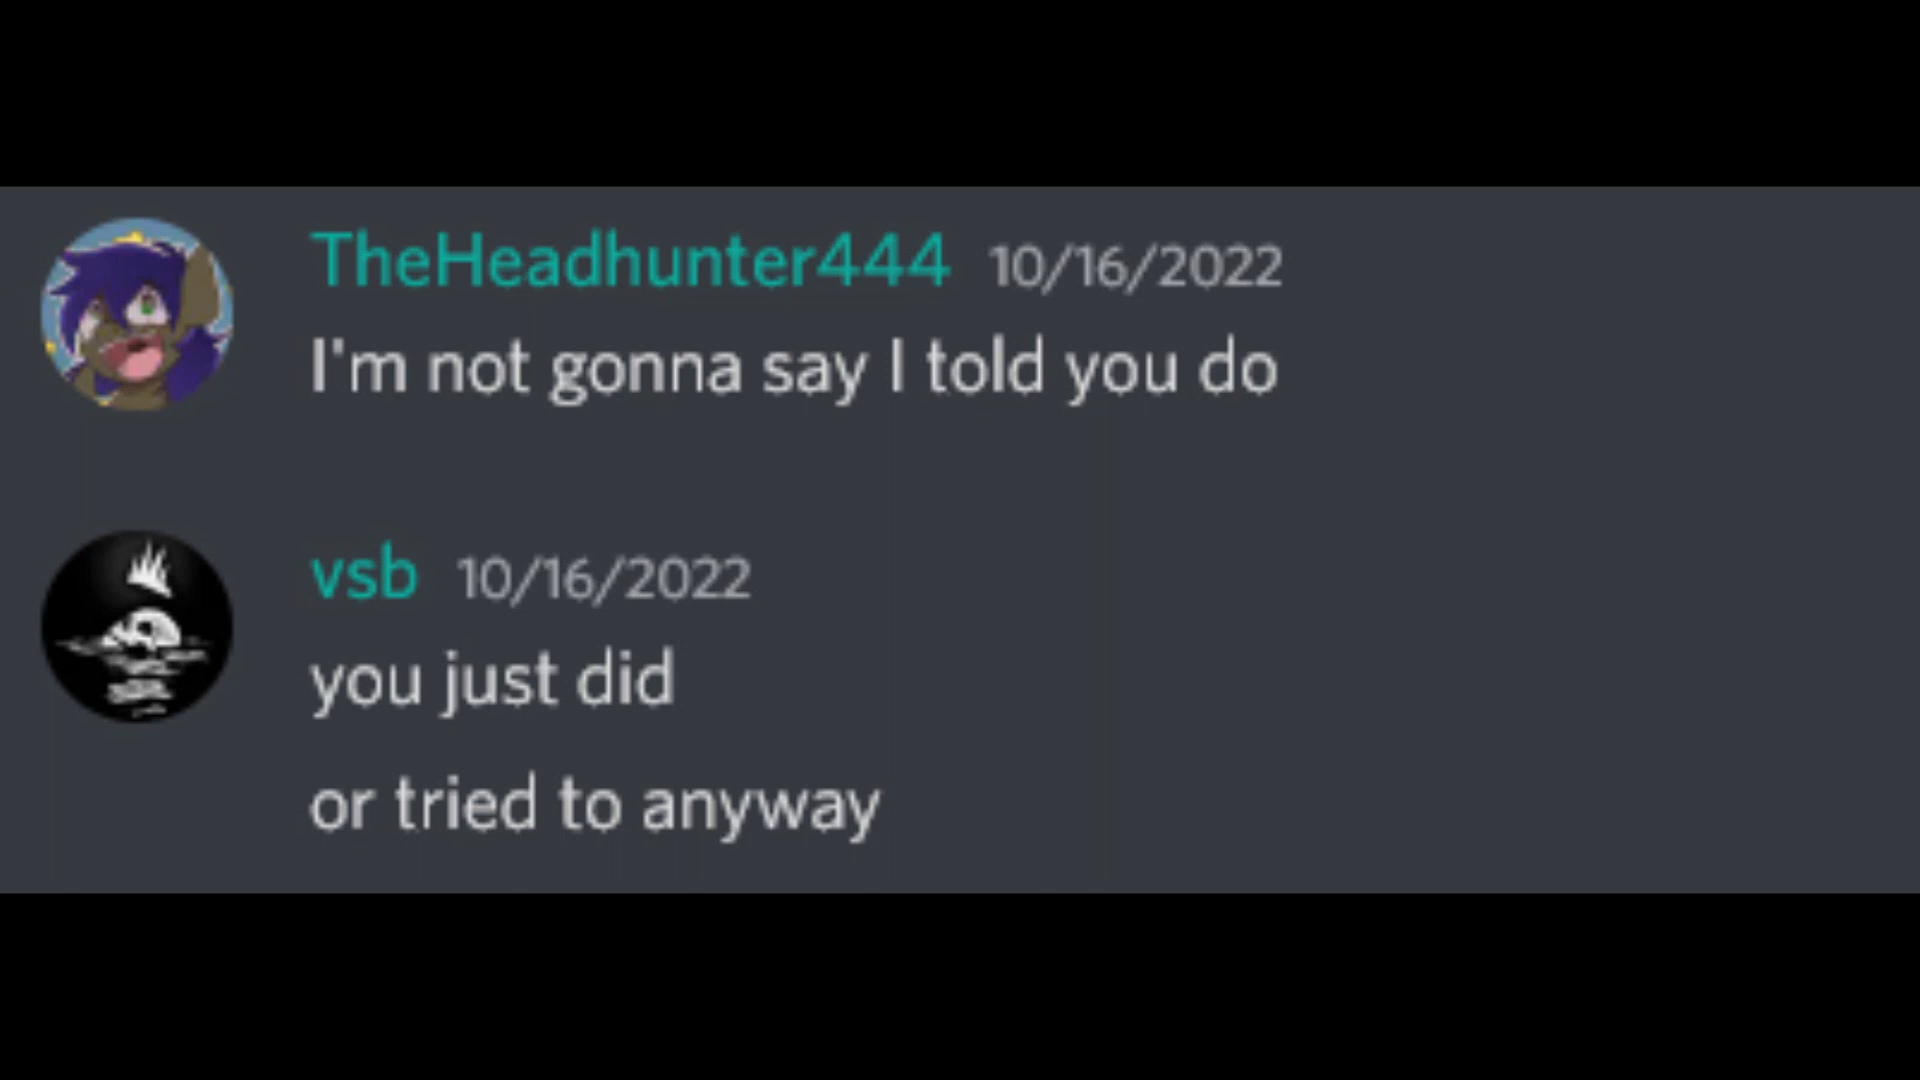 TheHeadhunter444 10/16/2022
I'm not gonna say I told you do
vsb 10/16/2022
you just did
or tried to anyway